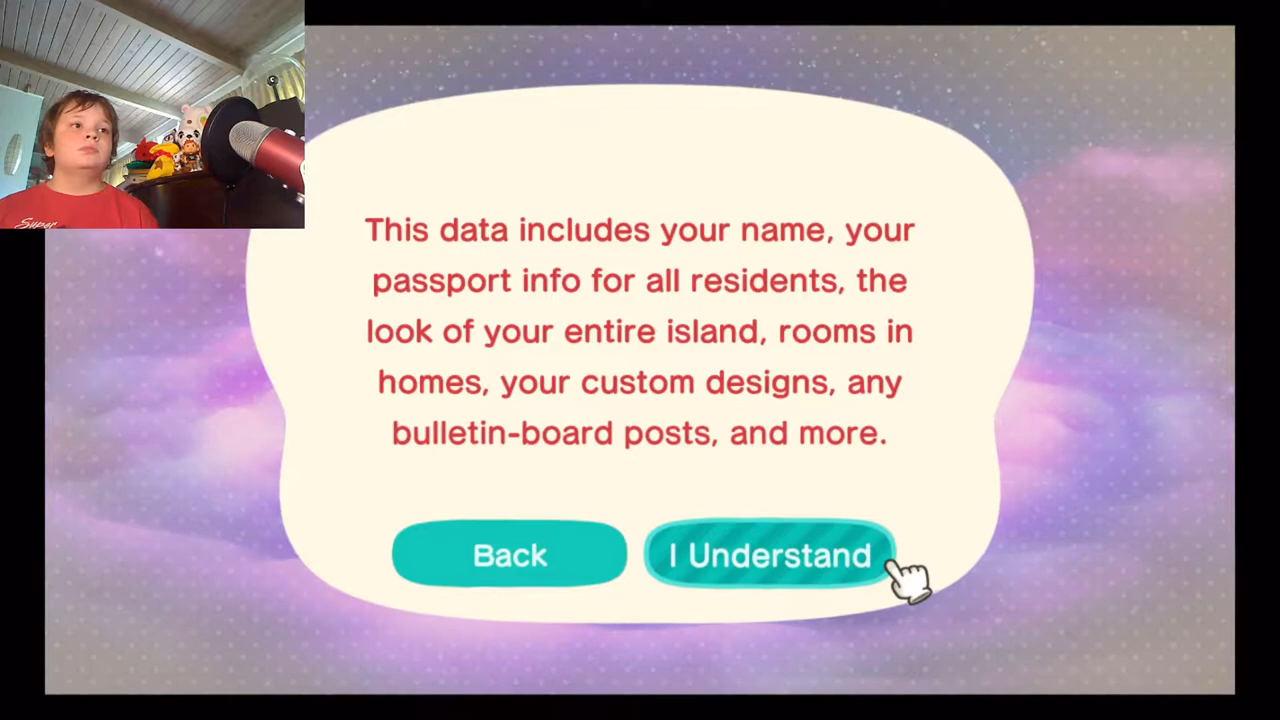 Super
This data includes your name, your
passport info for all residents, the
look of your entire island, rooms in
homes, your custom designs, any
bulletin-board posts, and more.
Back
I Understand